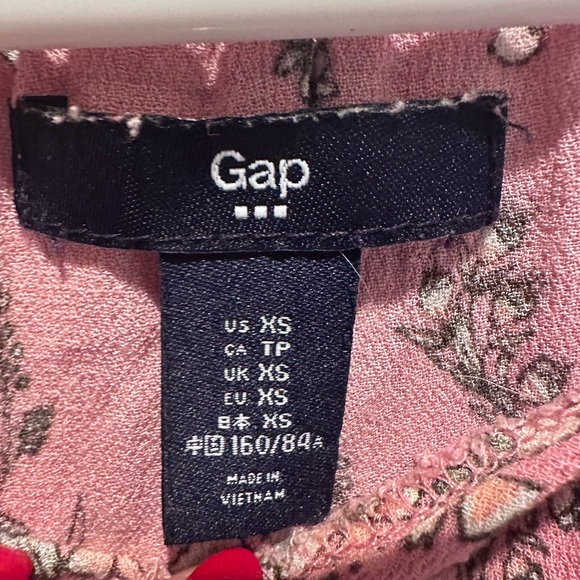 Gap
US XS
CA TP
UK XS
EU XS
日本 XS
中国 160/84A
MADE IN
VIETNAM